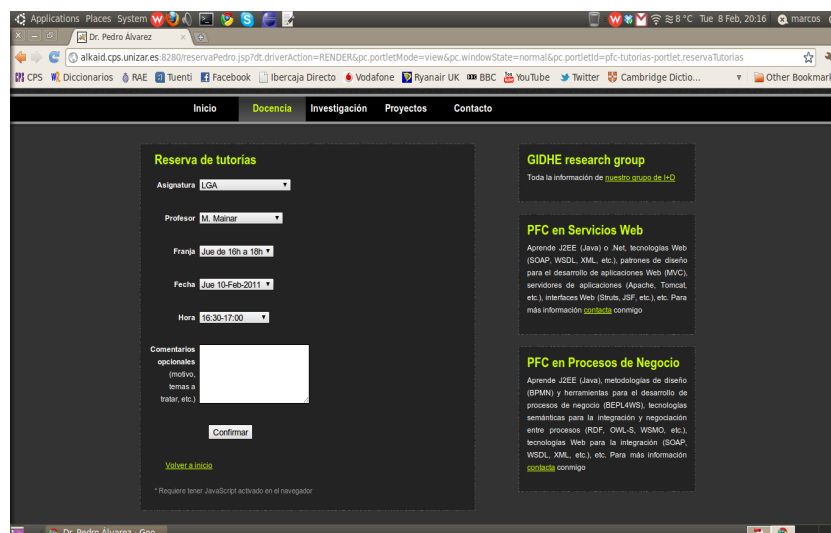 Applications Places System
8 °C Tue 8 Feb, 20:16 marcos
Dr. Pedro Álvarez
alkaid.cps.unizar.es:8280/reservaPedro.jsp?dt.driverAction=RENDER&pc.portletMode=view&pc.windowState=normal&pc.portletId=pfc-tutorias-portlet.reservaTutorias
CPS Diccionarios RAE Tuenti Facebook Ibercaja Directo Vodafone Ryanair UK BBC YouTube Twitter Cambridge Dictio... Other Bookmark
Inicio Docencia Investigación Proyectos Contacto
Reserva de tutorías
Asignatura LGA
Profesor M. Mainar
Franja Jue de 16h a 18h
Fecha Jue 10-Feb-2011
Hora 16:30-17:00
Comentarios
opcionales
(motivo,
temas a
tratar, etc.)
Confirmar
Volver a inicio
* Requiere tener JavaScript activado en el navegador
GIDHE research group
Toda la información de nuestro grupo de I+D
PFC en Servicios Web
Aprende J2EE (Java) o .Net, tecnologías Web
(SOAP, WSDL, XML, etc.), patrones de diseño
para el desarrollo de aplicaciones Web (MVC),
servidores de aplicaciones (Apache, Tomcat,
etc.), interfaces Web (Struts, JSF, etc.), etc. Para
más información contacta conmigo
PFC en Procesos de Negocio
Aprende J2EE (Java), metodologías de diseño
(BPMN) y herramientas para el desarrollo de
procesos de negocio (BEPL4WS), tecnologías
semánticas para la integración y negociación
entre procesos (RDF, OWL-S, WSMO, etc.),
tecnologías Web para la integración (SOAP,
WSDL, XML, etc.), etc. Para más información
contacta conmigo
Dr. Pedro Álvarez - Goo...